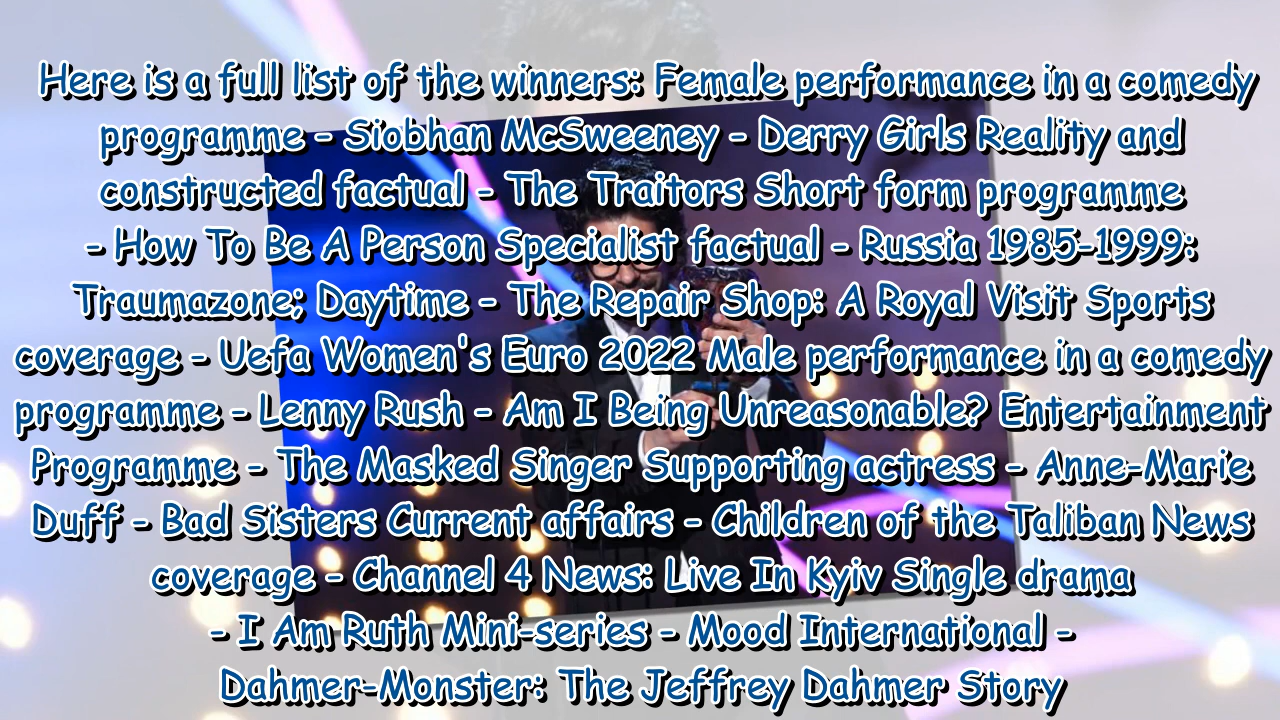 Here is a full list of the winners: Female performance in a comedy
programme - Siobhan McSweeney - Derry Girls Reality and
constructed factual - The Traitors Short form programme
- How To Be A Person Specialist factual - Russia 1985-1999:
Traumazone; Daytime - The Repair Shop: A Royal Visit Sports
coverage - Uefa Women's Euro 2022 Male performance in a comedy
programme - Lenny Rush - Am I Being Unreasonable? Entertainment
Programme - The Masked Singer Supporting actress - Anne-Marie
Duff - Bad Sisters Current affairs - Children of the Taliban News
coverage - Channel 4 News: Live In Kyiv Single drama
- I Am Ruth Mini-series - Mood International -
Dahmer-Monster: The Jeffrey Dahmer Story